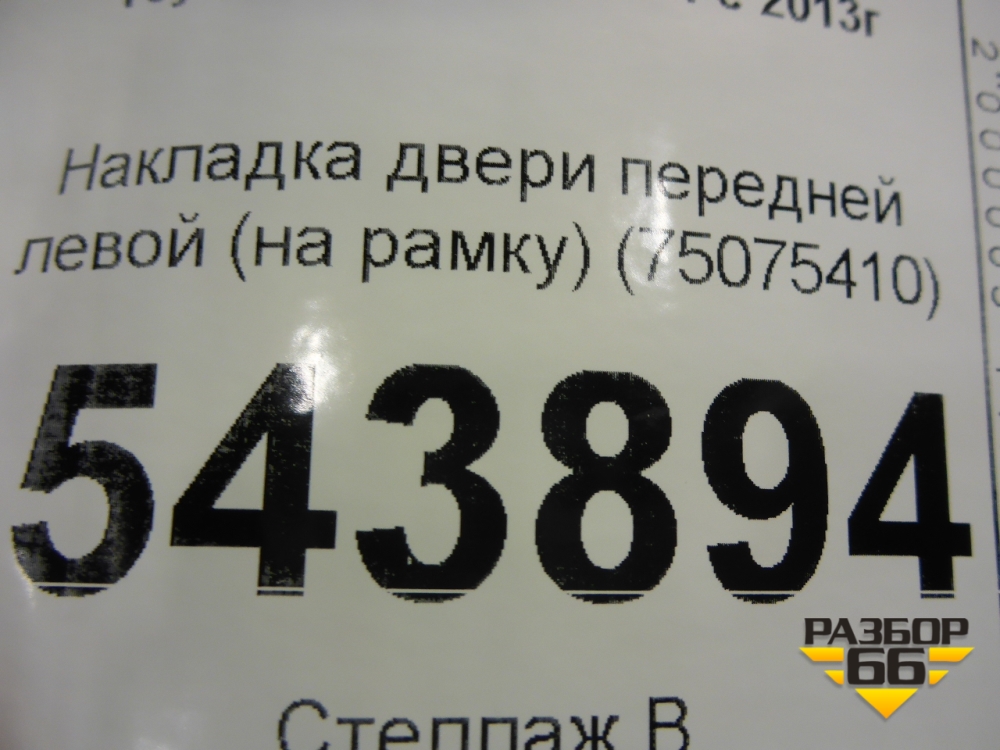 с 2013г
Накладка двери передней
левой (на рамку) (75075410)
543894
Стеллаж В
РАЗБОР
66